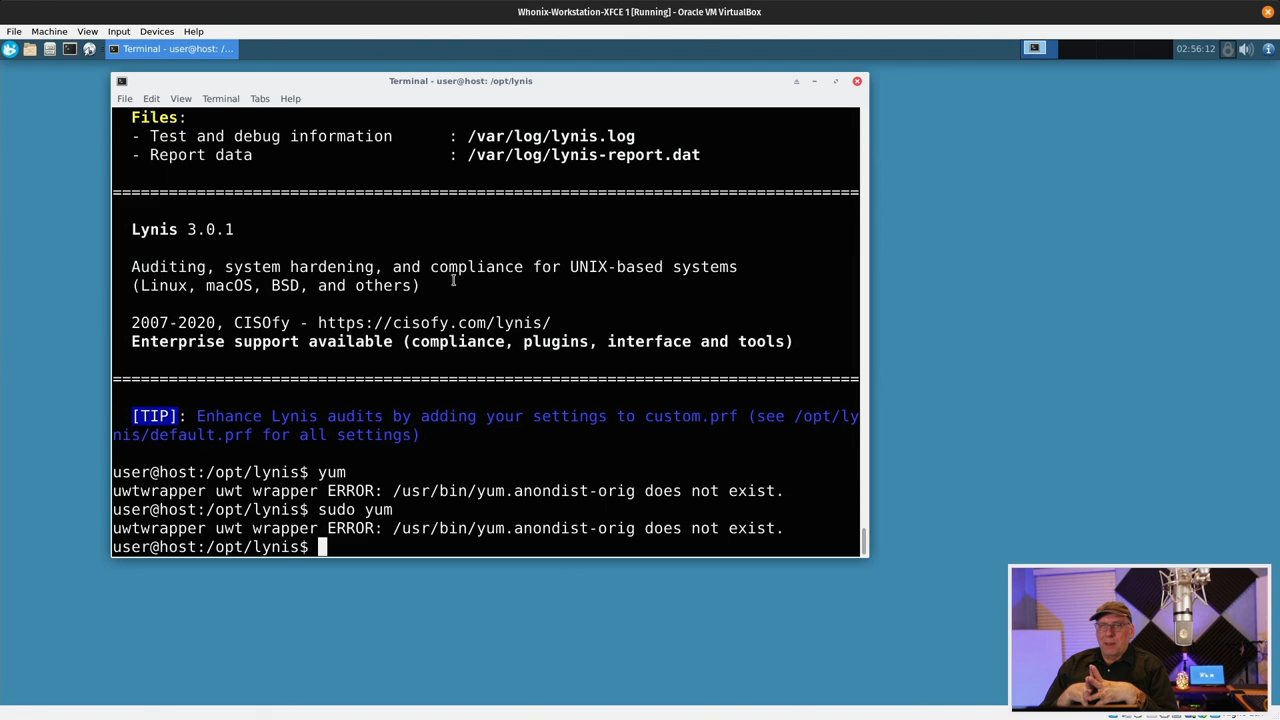 Whonix-Workstation-XFCE 1 [Running] - Oracle VM VirtualBox
File Machine View Input Devices Help
Terminal - user@host: /... 02:56:12
Terminal - user@host: /opt/lynis
File Edit View Terminal Tabs Help
Files:
- Test and debug information : /var/log/lynis.log
- Report data : /var/log/lynis-report.dat
================================================================================
Lynis 3.0.1
Auditing, system hardening, and compliance for UNIX-based systems
(Linux, macOS, BSD, and others)
2007-2020, CISOfy - https://cisofy.com/lynis/
Enterprise support available (compliance, plugins, interface and tools)
================================================================================
[TIP]: Enhance Lynis audits by adding your settings to custom.prf (see /opt/ly
nis/default.prf for all settings)
user@host:/opt/lynis$ yum
uwtwrapper uwt wrapper ERROR: /usr/bin/yum.anondist-orig does not exist.
user@host:/opt/lynis$ sudo yum
uwtwrapper uwt wrapper ERROR: /usr/bin/yum.anondist-orig does not exist.
user@host:/opt/lynis$